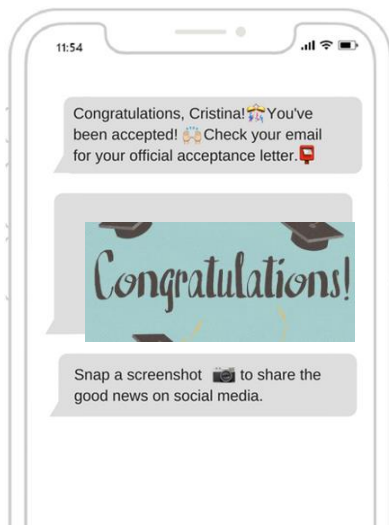 11:54
Congratulations, Cristina!🎊You've
been accepted! 🙌🏻Check your email
for your official acceptance letter.📮
Congratulations!
Snap a screenshot 📷 to share the
good news on social media.